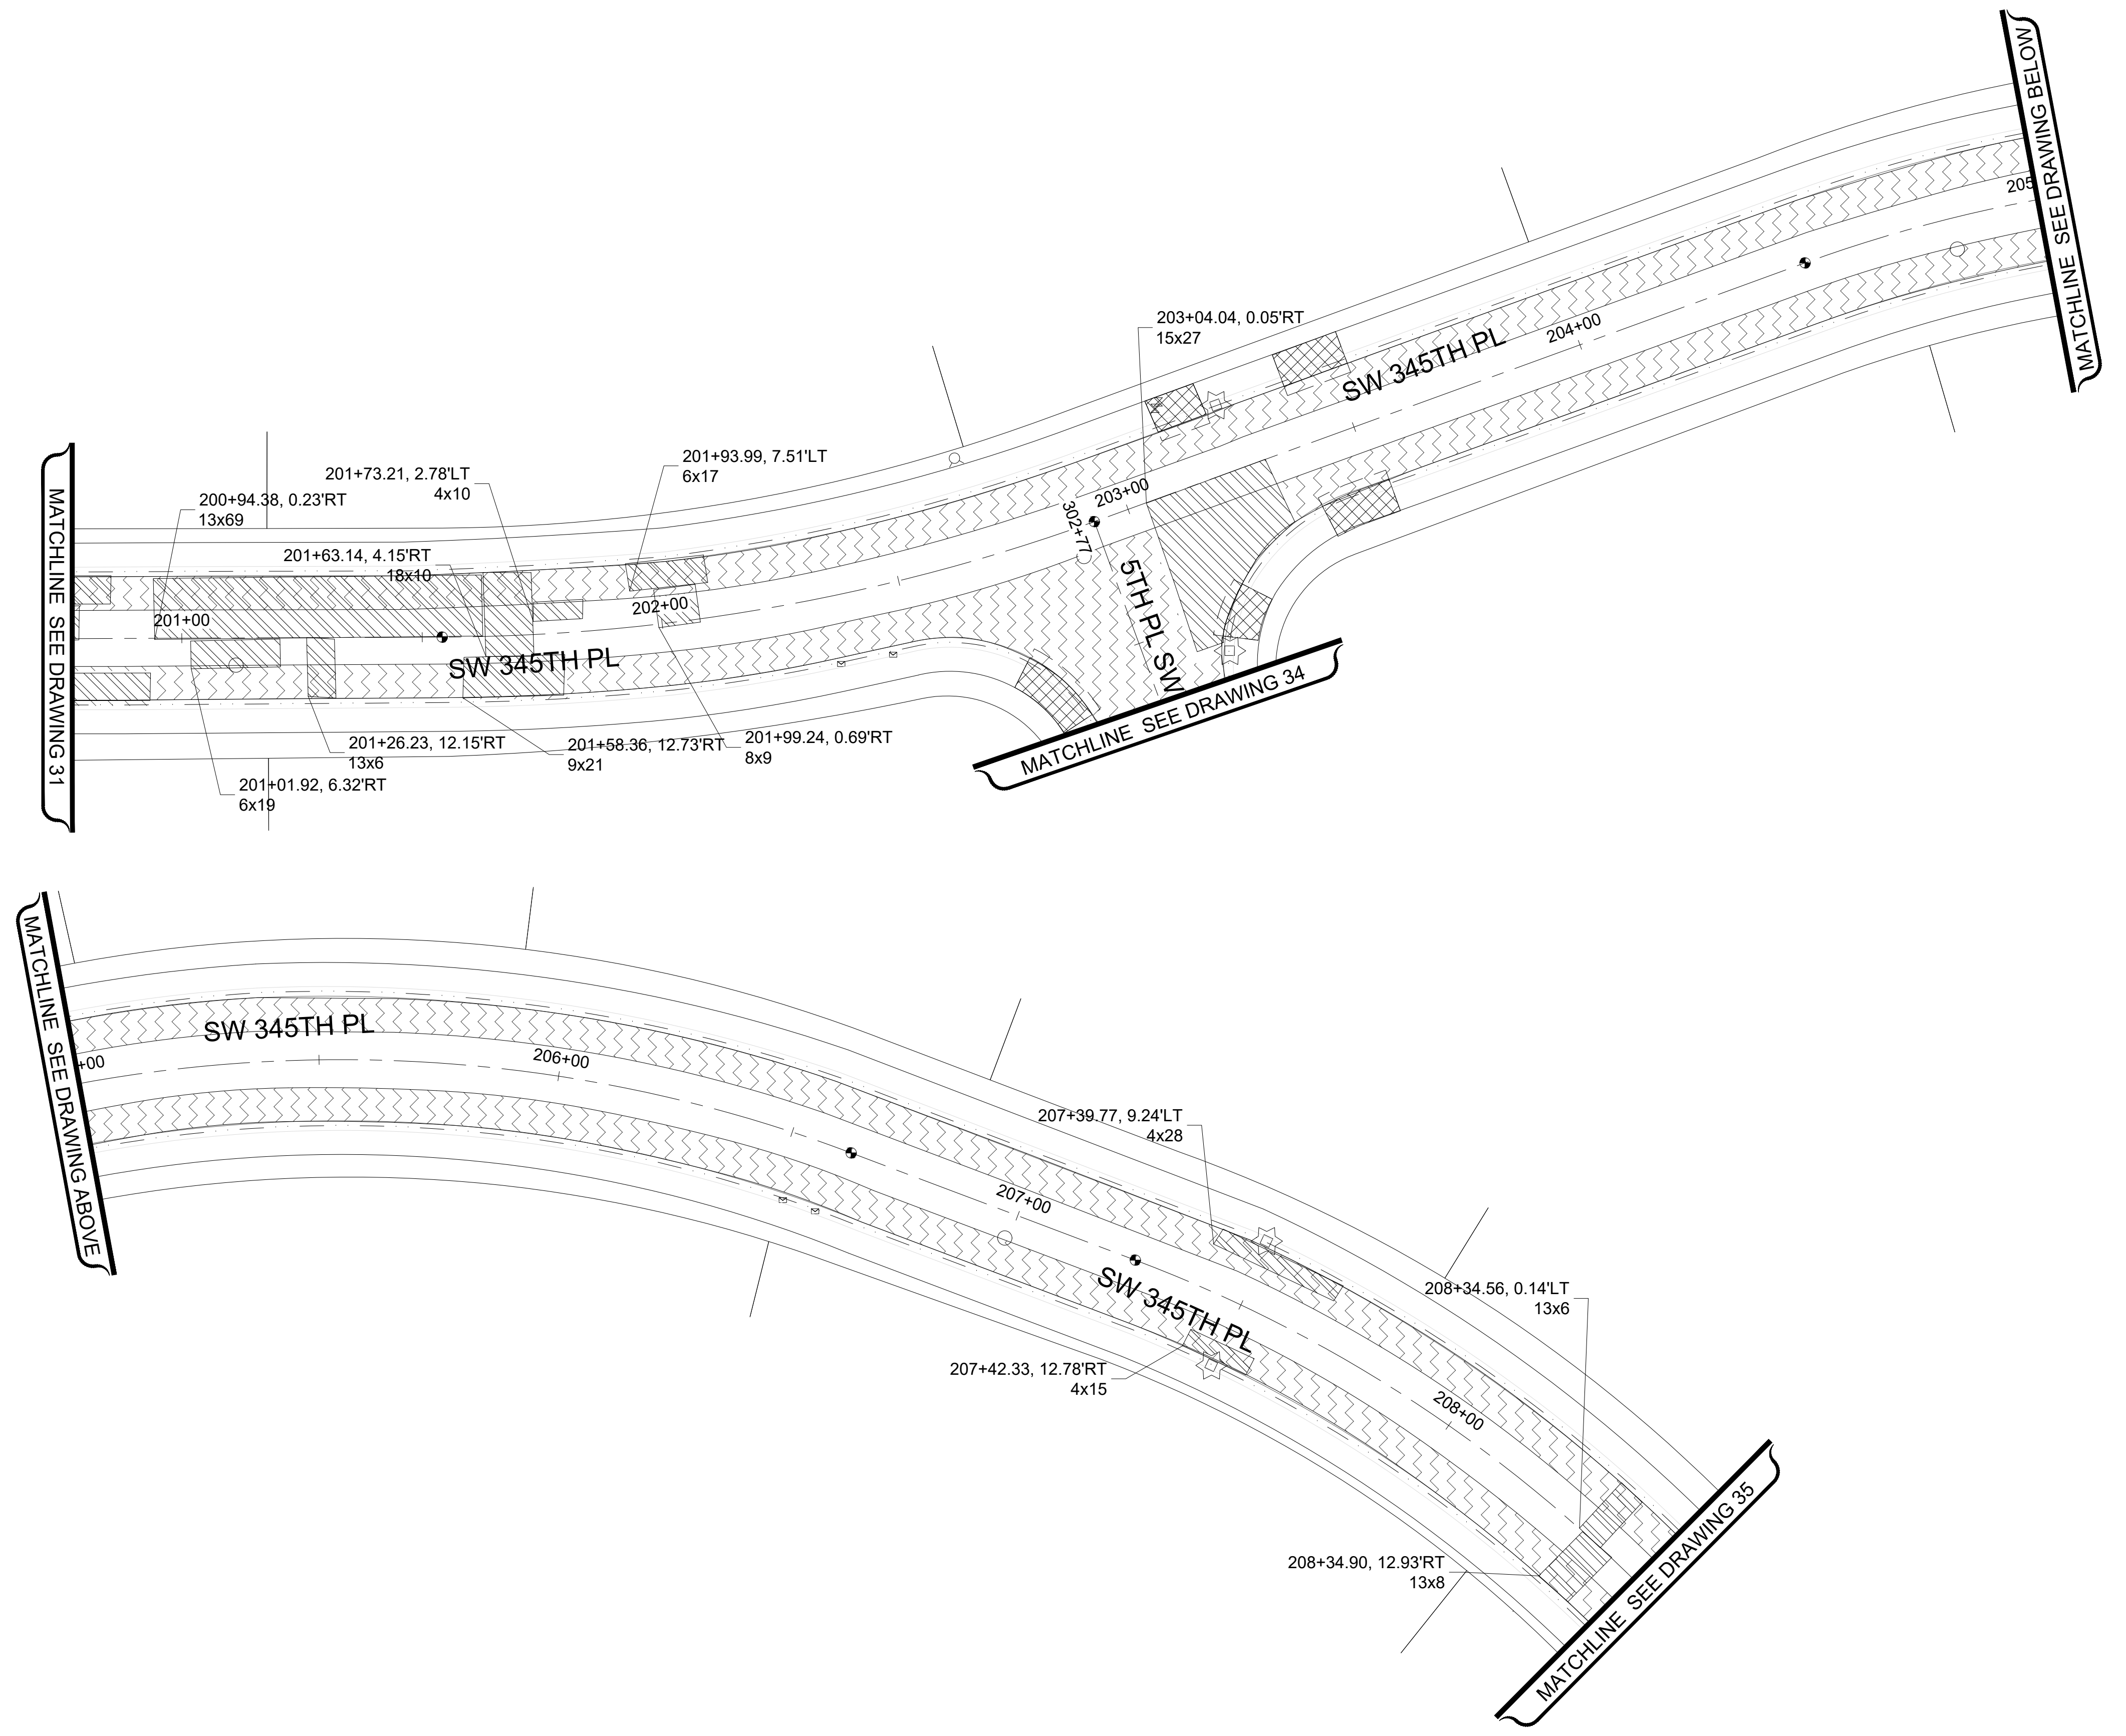 MATCHLINE SEE DRAWING BELOW
205
203+04.04, 0.05'RT
15x27
204+00
SW 345TH PL
201+93.99, 7.51'LT
6x17
201+73.21, 2.78'LT
4x10
200+94.38, 0.23'RT
13x69
203+00
302+77
201+63.14, 4.15'RT
18x10
MATCHLINE SEE DRAWING 31
201+00
202+00
SW 345TH PL
5TH PL SW
MATCHLINE SEE DRAWING 34
201+26.23, 12.15'RT
13x6
201+58.36, 12.73'RT
9x21
201+99.24, 0.69'RT
8x9
201+01.92, 6.32'RT
6x19
MATCHLINE SEE DRAWING ABOVE
SW 345TH PL
+00
206+00
207+39.77, 9.24'LT
4x28
207+00
SW 345TH PL
208+34.56, 0.14'LT
13x6
207+42.33, 12.78'RT
4x15
208+00
208+34.90, 12.93'RT
13x8
MATCHLINE SEE DRAWING 35